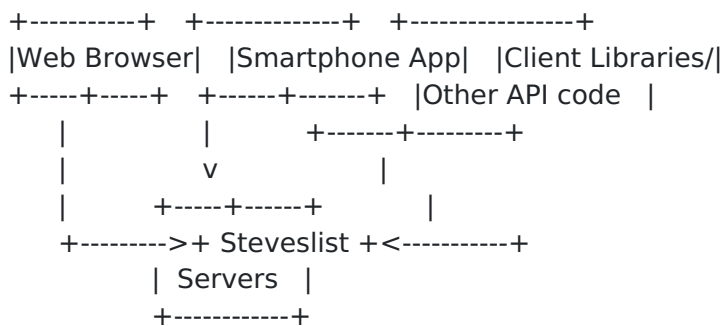 +-----------+ +--------------+ +-----------------+
|Web Browser| |Smartphone App| |Client Libraries/|
+-----+-----+ +------+-------+ |Other API code |
| | +-------+---------+
| v |
| +-----+------+ |
+--------->+ Steveslist +<-----------+
| Servers |
+------------+